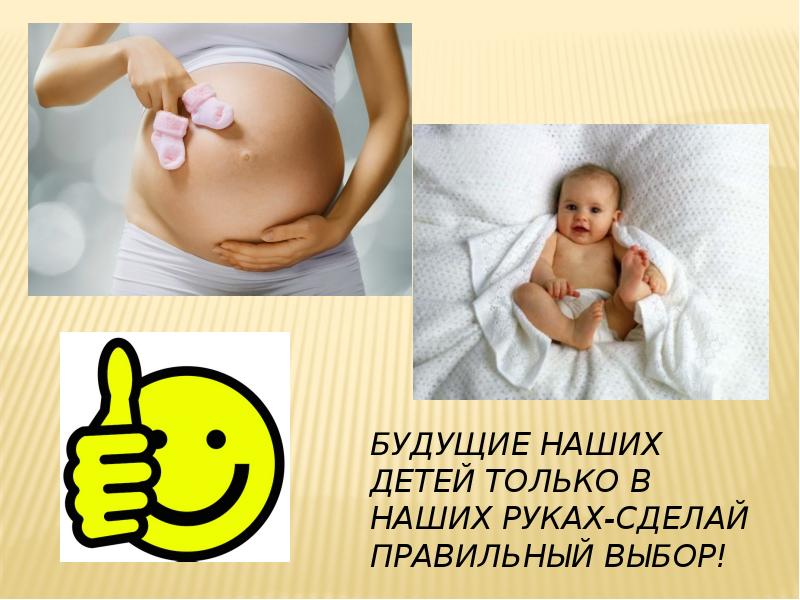 БУДУЩИЕ НАШИХ
ДЕТЕЙ ТОЛЬКО В
НАШИХ РУКАХ-СДЕЛАЙ
ПРАВИЛЬНЫЙ ВЫБОР!